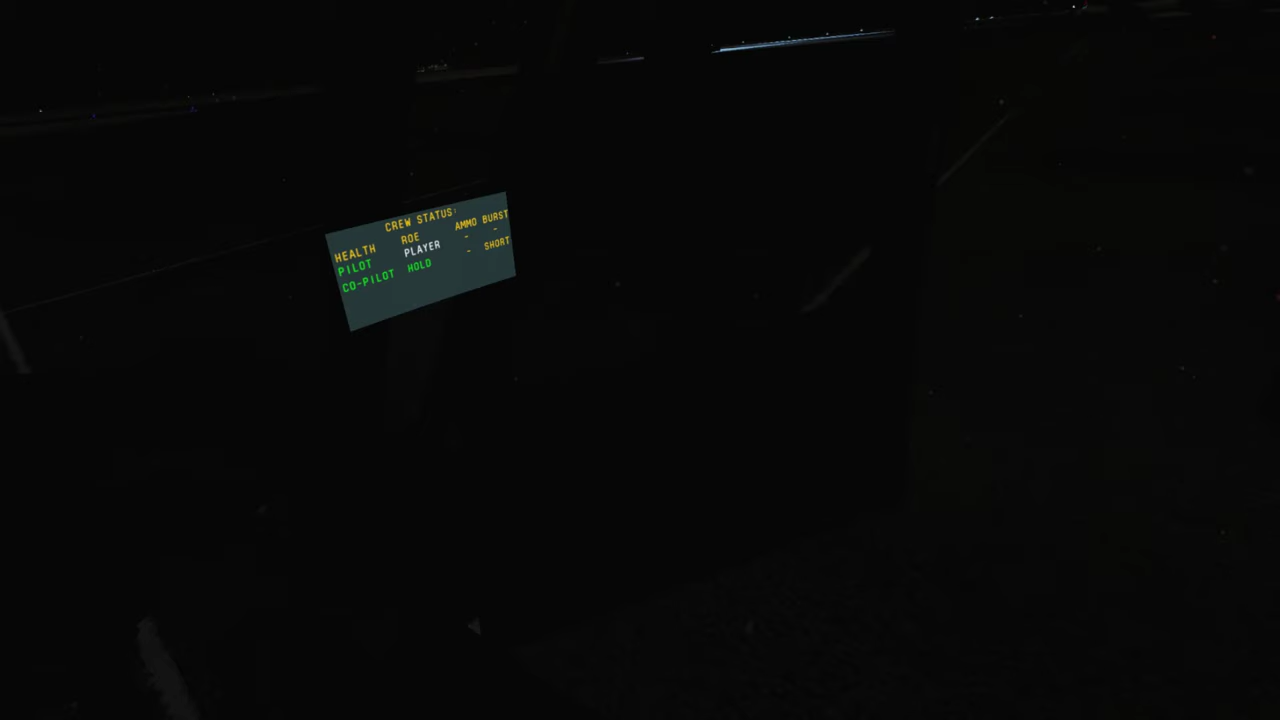 CREW STATUS:
HEALTH ROE AMMO BURST
PILOT PLAYER - -
CO-PILOT HOLD - SHORT